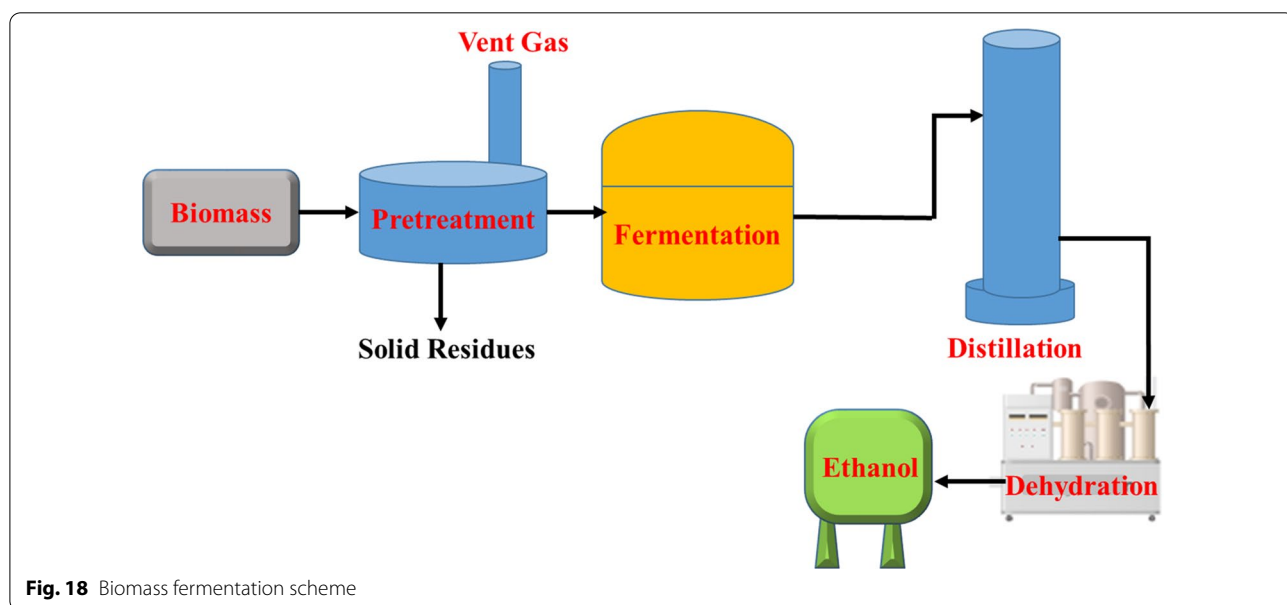 Vent Gas
Biomass
Pretreatment
Fermentation
Solid Residues
Distillation
Ethanol
Dehydration
Fig. 18 Biomass fermentation scheme